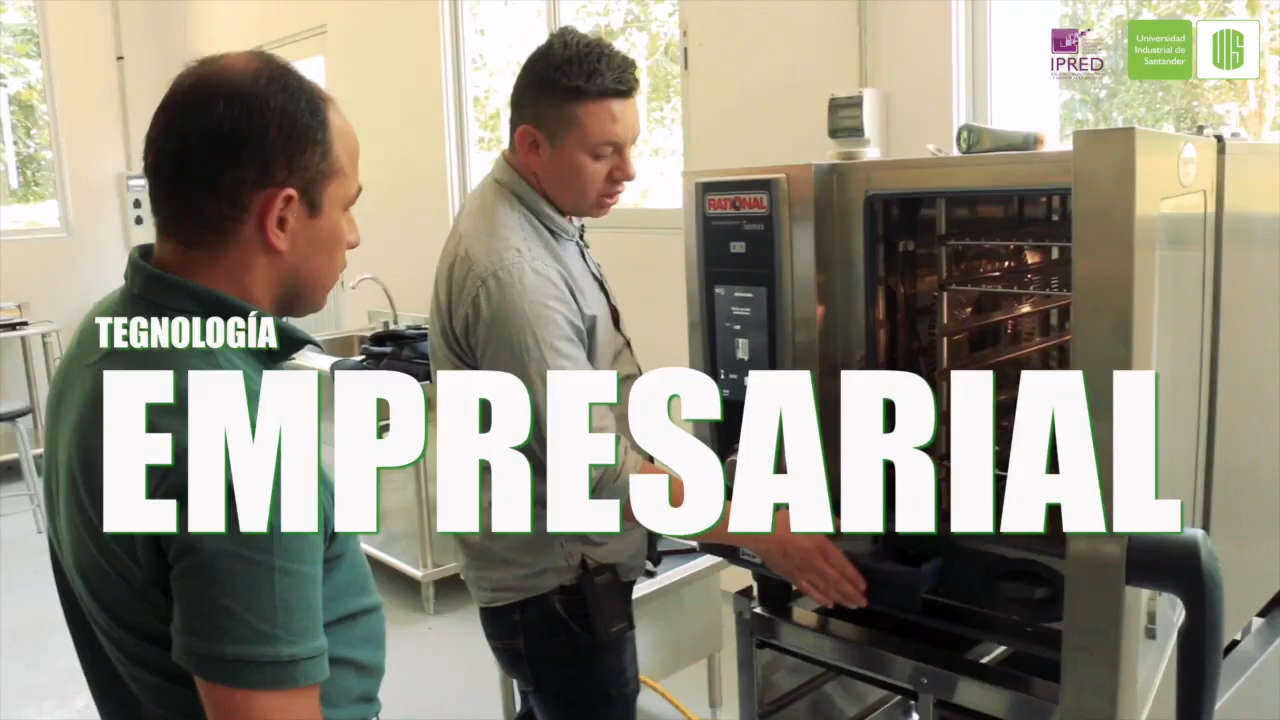 IPRED
Universidad
Industrial de
Santander
UIS
RATIONAL
TEGNOLOGÍA
EMPRESARIAL